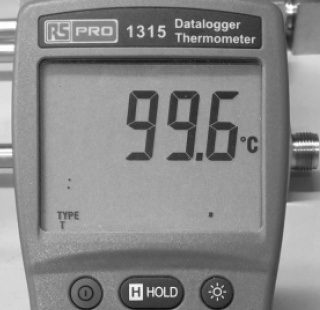 RS PRO 1315 Datalogger
Thermometer
99.6 °C
:
TYPE
T
H HOLD